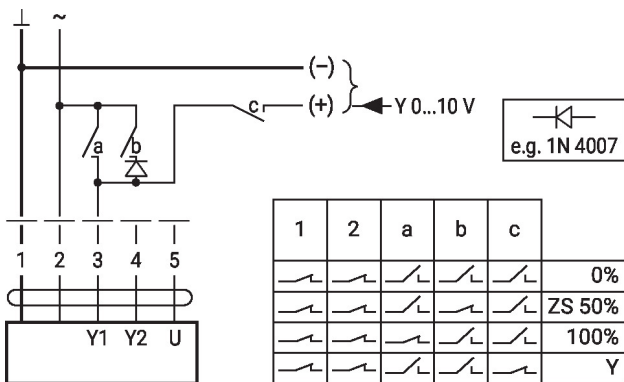 ⊥ ~
(–)
c (+) Y 0...10 V
a b
e.g. 1N 4007
1 2 3 4 5
Y1 Y2 U
1 2 a b c
0%
ZS 50%
100%
Y